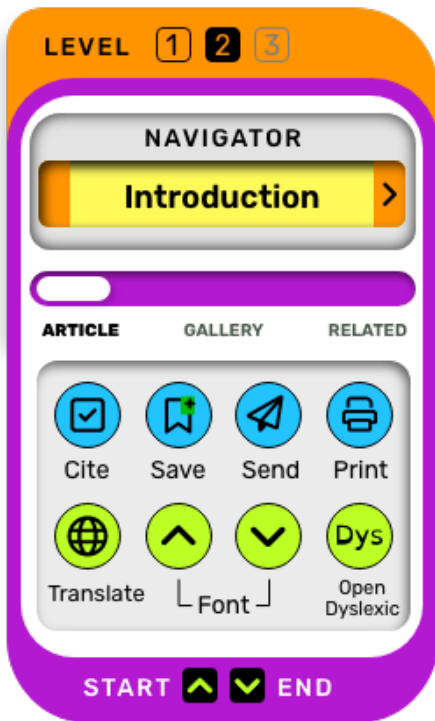 LEVEL 1 2 3
NAVIGATOR
Introduction
ARTICLE GALLERY RELATED
Cite Save Send Print
Translate Font Open Dyslexic
Dys
START END